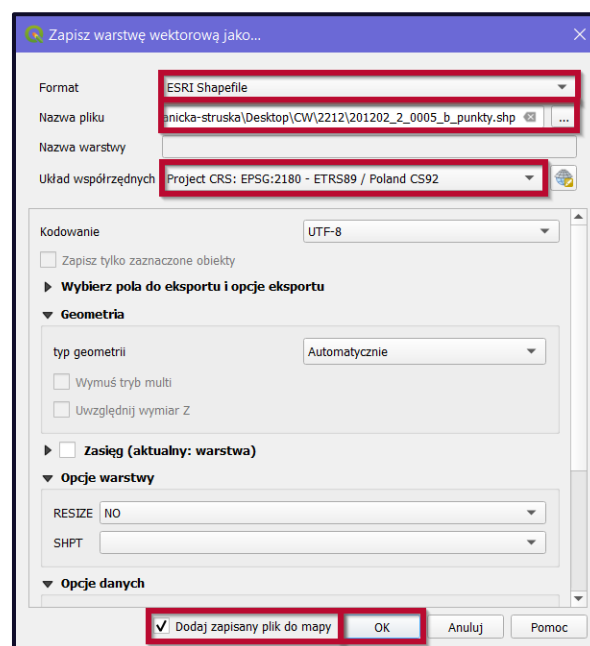 Zapisz warstwę wektorową jako...
Format ESRI Shapefile
Nazwa pliku anicka-struska\Desktop\CW\2212\201202_2_0005_b_punkty.shp ...
Nazwa warstwy
Układ współrzędnych Project CRS: EPSG:2180 - ETRS89 / Poland CS92
Kodowanie UTF-8
Zapisz tylko zaznaczone obiekty
Wybierz pola do eksportu i opcje eksportu
Geometria
typ geometrii Automatycznie
Wymuś tryb multi
Uwzględnij wymiar Z
Zasięg (aktualny: warstwa)
Opcje warstwy
RESIZE NO
SHPT
Opcje danych
Dodaj zapisany plik do mapy OK Anuluj Pomoc